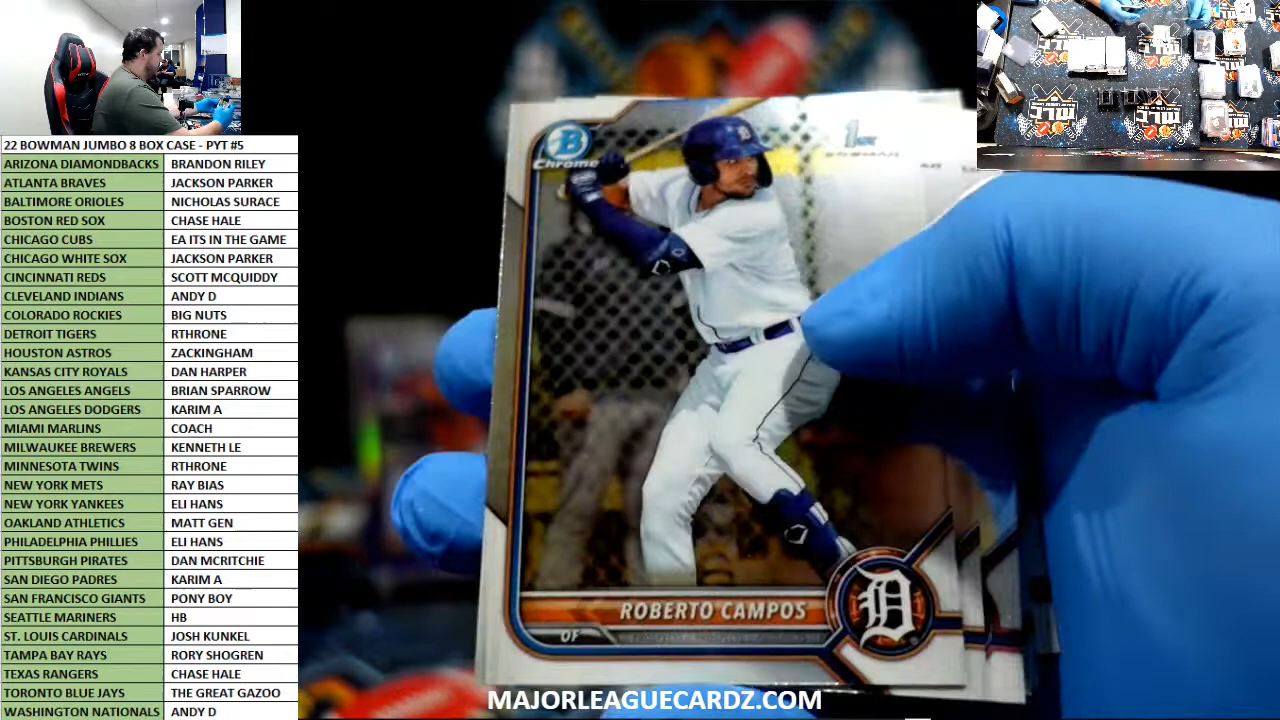 22 BOWMAN JUMBO 8 BOX CASE - PYT #5
ARIZONA DIAMONDBACKS BRANDON RILEY
ATLANTA BRAVES JACKSON PARKER
BALTIMORE ORIOLES NICHOLAS SURACE
BOSTON RED SOX CHASE HALE
CHICAGO CUBS EA ITS IN THE GAME
CHICAGO WHITE SOX JACKSON PARKER
CINCINNATI REDS SCOTT MCQUIDDY
CLEVELAND INDIANS ANDY D
COLORADO ROCKIES BIG NUTS
DETROIT TIGERS RTHRONE
HOUSTON ASTROS ZACKINGHAM
KANSAS CITY ROYALS DAN HARPER
LOS ANGELES ANGELS BRIAN SPARROW
LOS ANGELES DODGERS KARIM A
MIAMI MARLINS COACH
MILWAUKEE BREWERS KENNETH LE
MINNESOTA TWINS RTHRONE
NEW YORK METS RAY BIAS
NEW YORK YANKEES ELI HANS
OAKLAND ATHLETICS MATT GEN
PHILADELPHIA PHILLIES ELI HANS
PITTSBURGH PIRATES DAN MCRITCHIE
SAN DIEGO PADRES KARIM A
SAN FRANCISCO GIANTS PONY BOY
SEATTLE MARINERS HB
ST. LOUIS CARDINALS JOSH KUNKEL
TAMPA BAY RAYS RORY SHOGREN
TEXAS RANGERS CHASE HALE
TORONTO BLUE JAYS THE GREAT GAZOO
WASHINGTON NATIONALS ANDY D
B
Chrome
1ST
BOWMAN
ROBERTO CAMPOS
OF
D
MAJORLEAGUECARDZ.COM
MLC